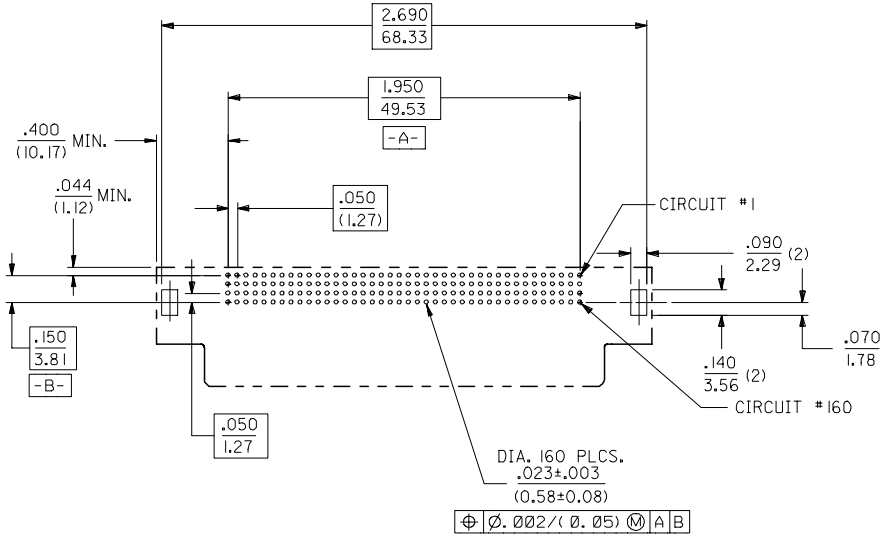 2.690
68.33
1.950
49.53
-A-
.400
(10.17) MIN.
.044
(1.12) MIN.
.050
(1.27)
CIRCUIT #1
.090
2.29 (2)
.150
3.81
-B-
.070
1.78
.140
3.56 (2)
CIRCUIT #160
.050
1.27
DIA. 160 PLCS.
.023±.003
(0.58±0.08)
⌖ Ø.002/(0.05) Ⓜ A B